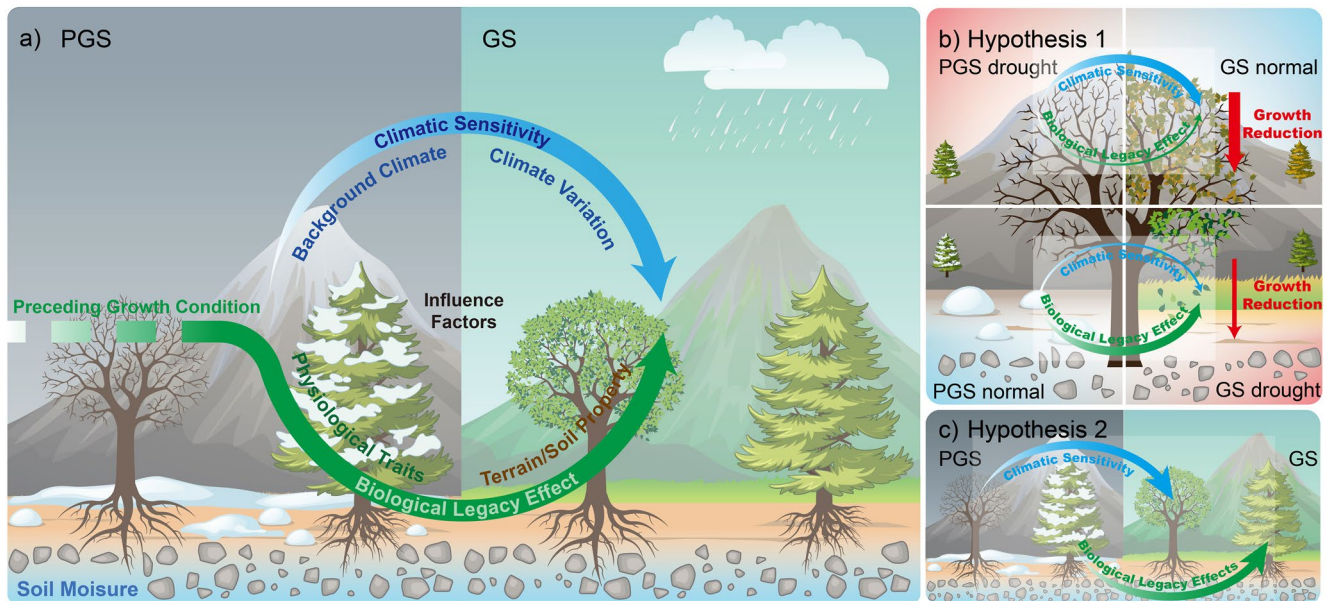 a) PGS
GS
Climatic Sensitivity
Background Climate
Climate Variation
Preceding Growth Condition
Influence
Factors
Physiological Traits
Terrain/Soil Property
Biological Legacy Effect
Soil Moisure
b) Hypothesis 1
PGS drought
GS normal
Climatic Sensitivity
Biological Legacy Effect
Growth
Reduction
Climatic Sensitivity
Biological Legacy Effect
Growth
Reduction
PGS normal
GS drought
c) Hypothesis 2
PGS
GS
Climatic Sensitivity
Biological Legacy Effects